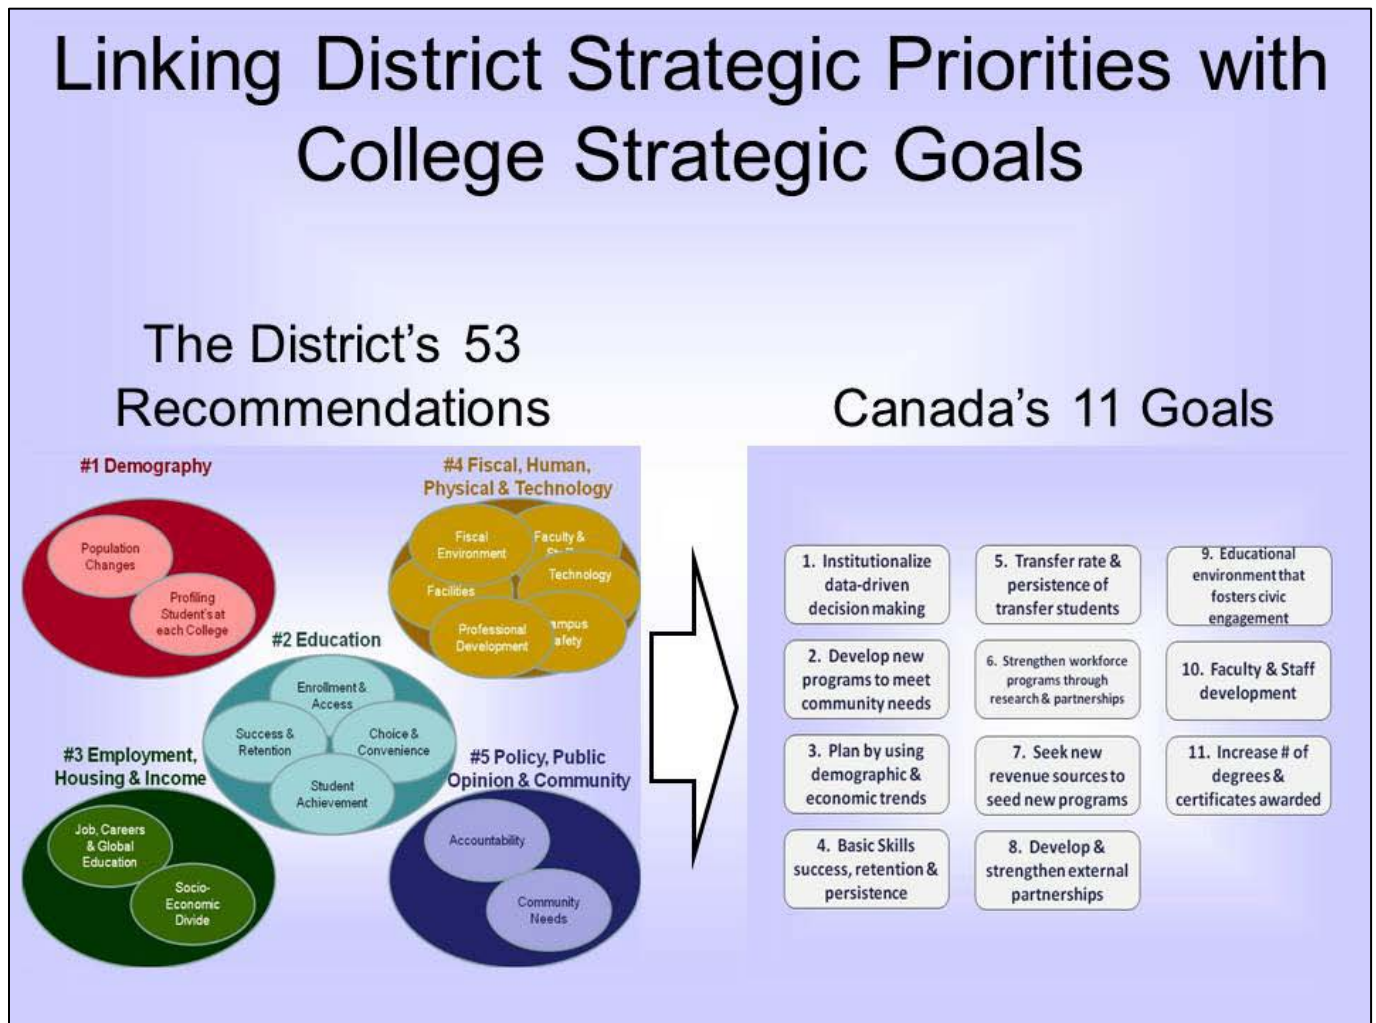 Linking District Strategic Priorities with
College Strategic Goals
The District's 53
Recommendations
#1 Demography
Population
Changes
Profiling
Student's at
each College
#2 Education
Enrollment &
Access
Success &
Retention
Choice &
Convenience
Student
Achievement
#3 Employment,
Housing & Income
Job, Careers
& Global
Education
Socio-
Economic
Divide
#4 Fiscal, Human,
Physical & Technology
Fiscal
Environment
Faculty &
Technology
Facilities
Professional
Development
ampus
afety
#5 Policy, Public
Opinion & Community
Accountability
Community
Needs
Canada's 11 Goals
1. Institutionalize
data-driven
decision making
2. Develop new
programs to meet
community needs
3. Plan by using
demographic &
economic trends
4. Basic Skills
success, retention &
persistence
5. Transfer rate &
persistence of
transfer students
6. Strengthen workforce
programs through
research & partnerships
7. Seek new
revenue sources to
seed new programs
8. Develop &
strengthen external
partnerships
9. Educational
environment that
fosters civic
engagement
10. Faculty & Staff
development
11. Increase # of
degrees &
certificates awarded